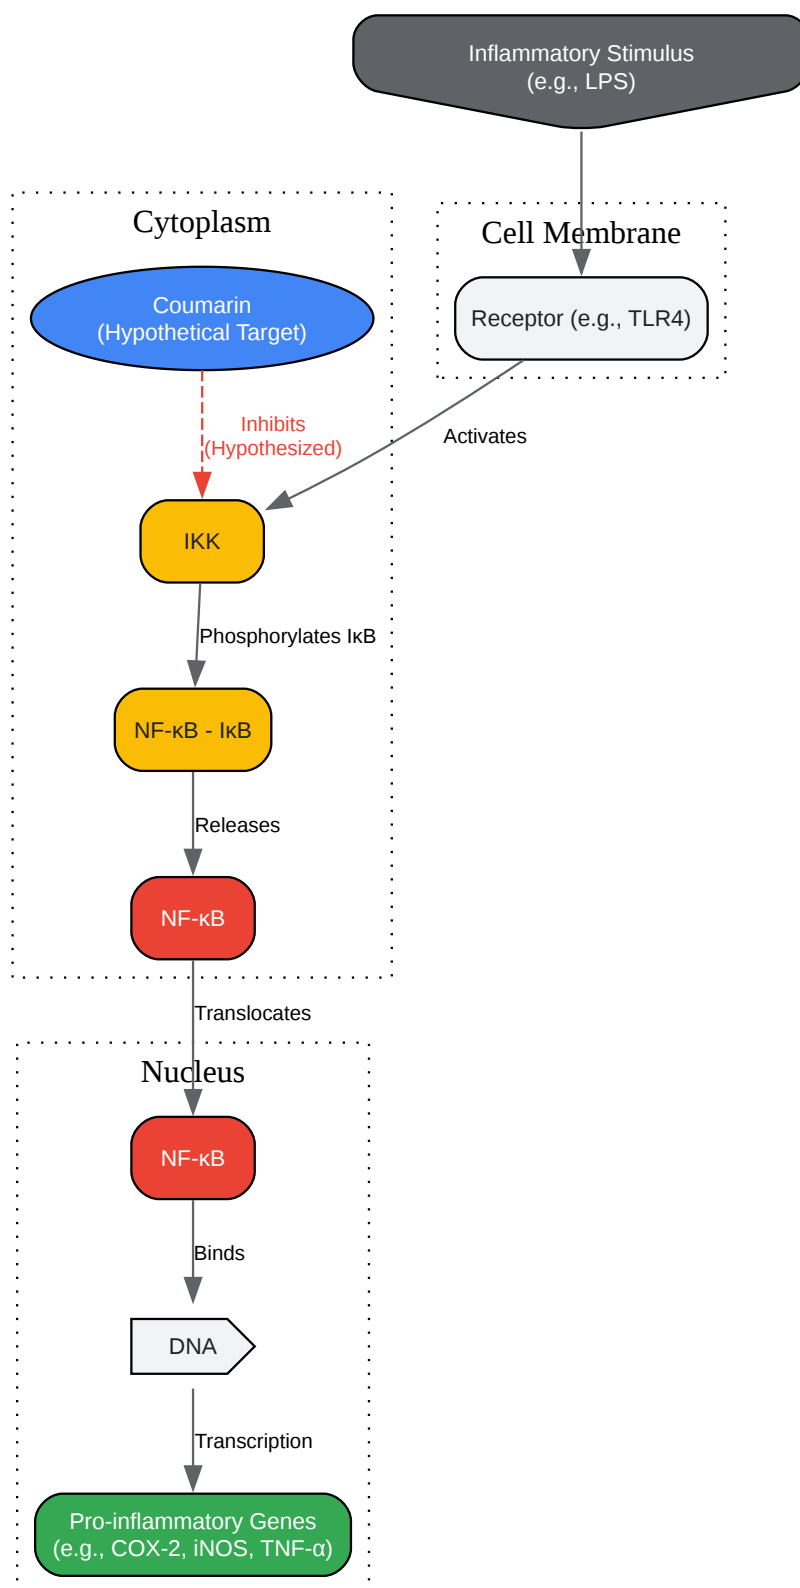 Inflammatory Stimulus
(e.g., LPS)
Cytoplasm
Cell Membrane
Coumarin
(Hypothetical Target)
Receptor (e.g., TLR4)
Inhibits
(Hypothesized)
Activates
IKK
Phosphorylates IκB
NF-κB - IκB
Releases
NF-κB
Translocates
Nucleus
NF-κB
Binds
DNA
Transcription
Pro-inflammatory Genes
(e.g., COX-2, iNOS, TNF-α)